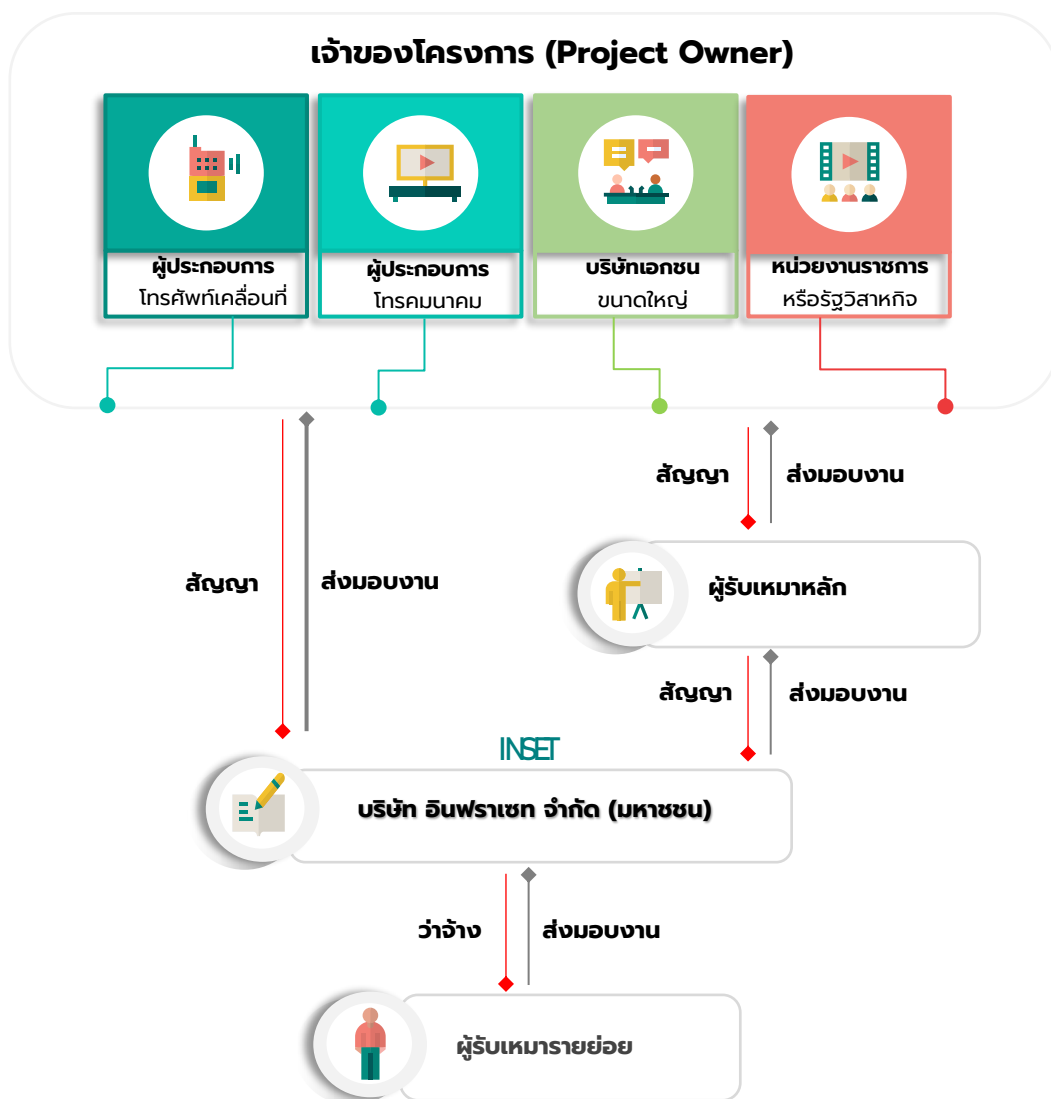 เจ้าของโครงการ (Project Owner)
ผู้ประกอบการ
โทรศัพท์เคลื่อนที่
ผู้ประกอบการ
โทรคมนาคม
บริษัทเอกชน
ขนาดใหญ่
หน่วยงานราชการ
หรือรัฐวิสาหกิจ
สัญญา
ส่งมอบงาน
ผู้รับเหมาหลัก
สัญญา
ส่งมอบงาน
สัญญา
ส่งมอบงาน
INSET
บริษัท อินฟราเซท จำกัด (มหาชชน)
ว่าจ้าง
ส่งมอบงาน
ผู้รับเหมารายย่อย